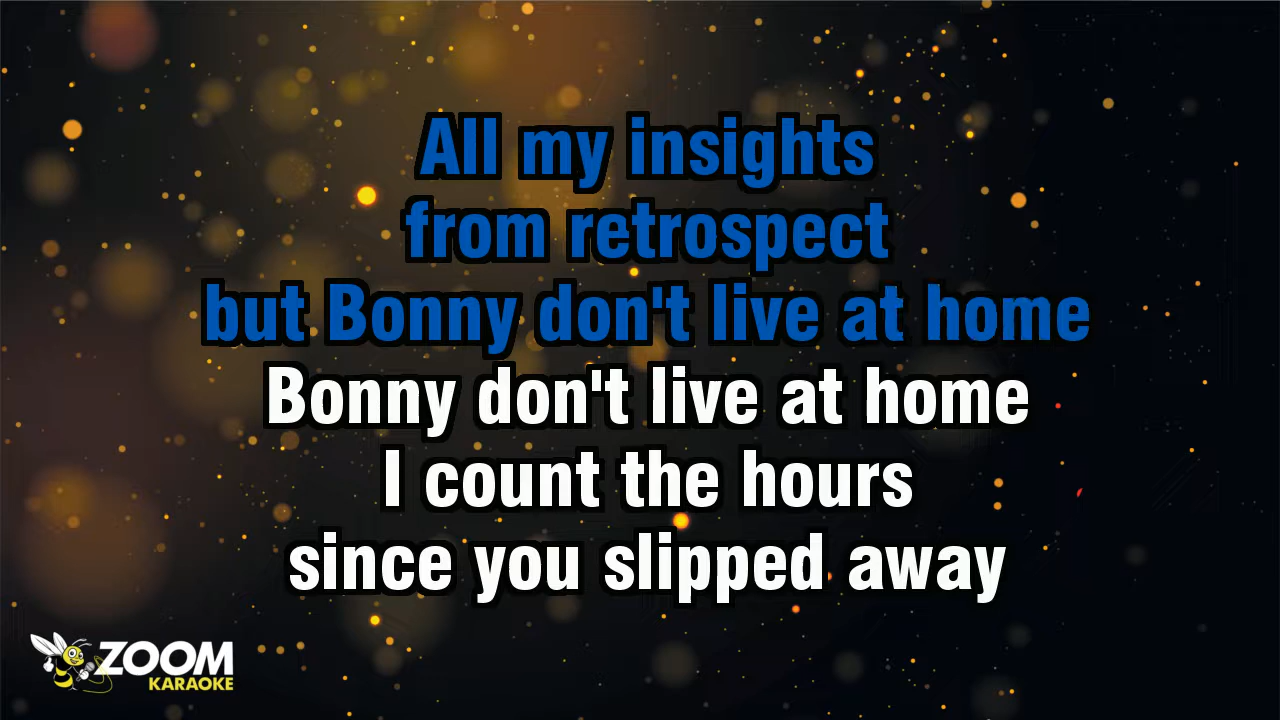 All my insights
from retrospect
but Bonny don't live at home
Bonny don't live at home
I count the hours
since you slipped away
ZOOM
KARAOKE